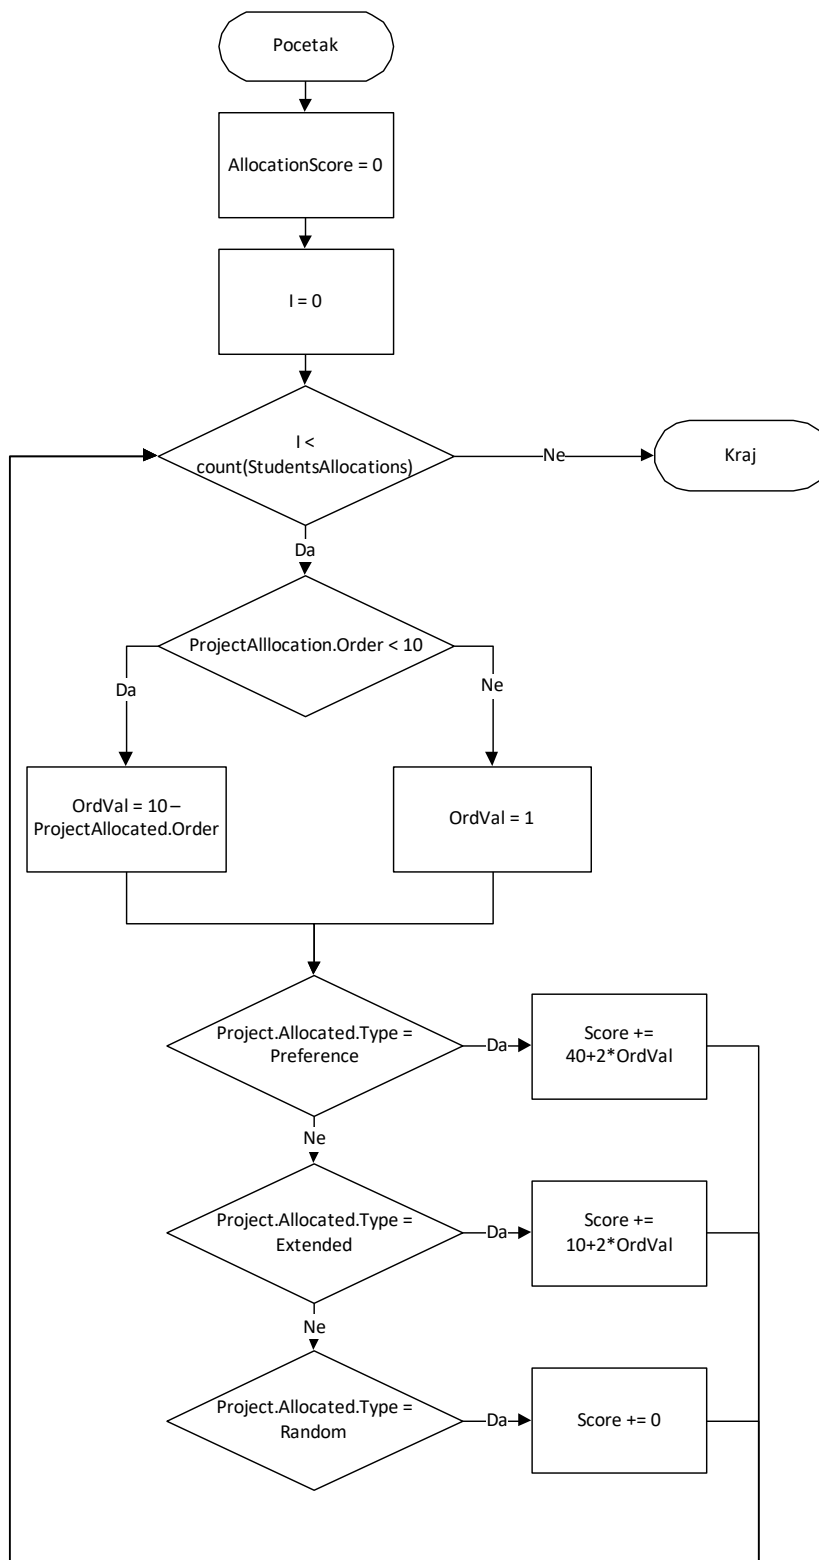 Pocetak
AllocationScore = 0
I = 0
I <
count(StudentsAllocations)
Ne
Kraj
Da
ProjectAlllocation.Order < 10
Da
Ne
OrdVal = 10 –
ProjectAllocated.Order
OrdVal = 1
Project.Allocated.Type =
Preference
Da
Score +=
40+2*OrdVal
Ne
Project.Allocated.Type =
Extended
Da
Score +=
10+2*OrdVal
Ne
Project.Allocated.Type =
Random
Da
Score += 0